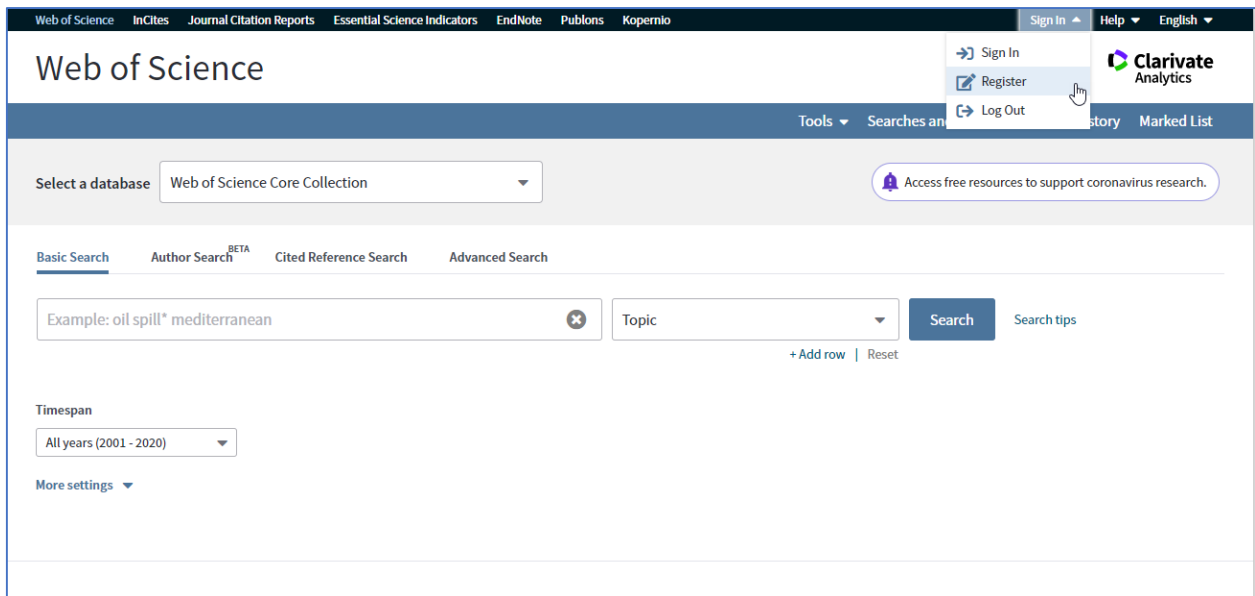 Web of Science InCites Journal Citation Reports Essential Science Indicators EndNote Publons Kopernio Sign In Help English
Web of Science
Sign In
Register
Log Out
Clarivate
Analytics
Tools Searches an story Marked List
Select a database Web of Science Core Collection
Access free resources to support coronavirus research.
Basic Search Author Search BETA Cited Reference Search Advanced Search
Example: oil spill* mediterranean Topic Search Search tips
+ Add row | Reset
Timespan
All years (2001 - 2020)
More settings